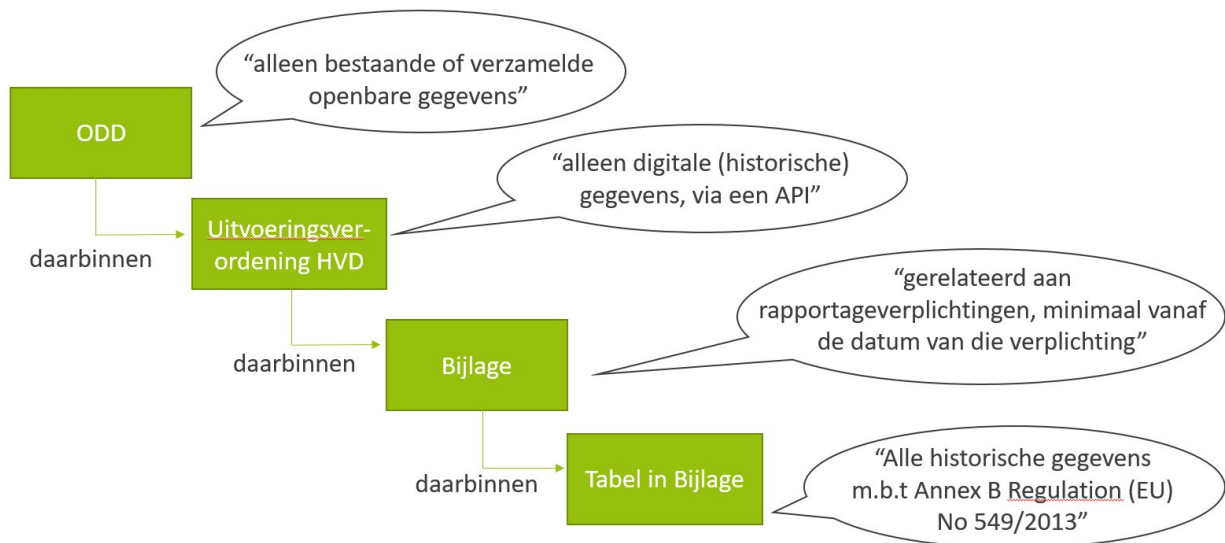 “alleen bestaande of verzamelde
openbare gegevens”
ODD
“alleen digitale (historische)
gegevens, via een API”
daarbinnen
Uitvoeringsver-
ordening HVD
“gerelateerd aan
rapportageverplichtingen, minimaal vanaf
de datum van die verplichting”
daarbinnen
Bijlage
“Alle historische gegevens
m.b.t Annex B Regulation (EU)
No 549/2013”
daarbinnen
Tabel in Bijlage